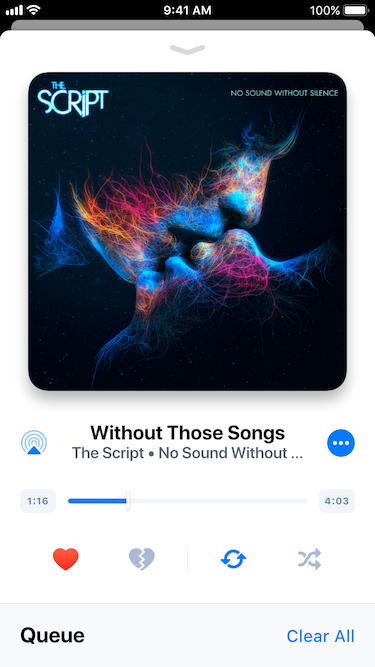 9:41 AM
100%
THE
SCRIPT
NO SOUND WITHOUT SILENCE
Without Those Songs
The Script • No Sound Without ...
1:16
4:03
Queue
Clear All